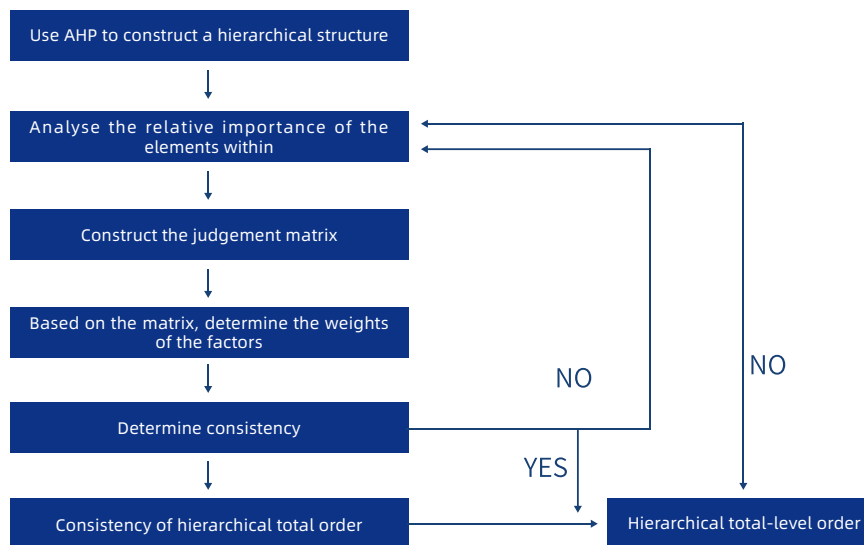 Use AHP to construct a hierarchical structure
Analyse the relative importance of the
elements within
Construct the judgement matrix
Based on the matrix, determine the weights
of the factors
NO
NO
Determine consistency
YES
Consistency of hierarchical total order
Hierarchical total-level order